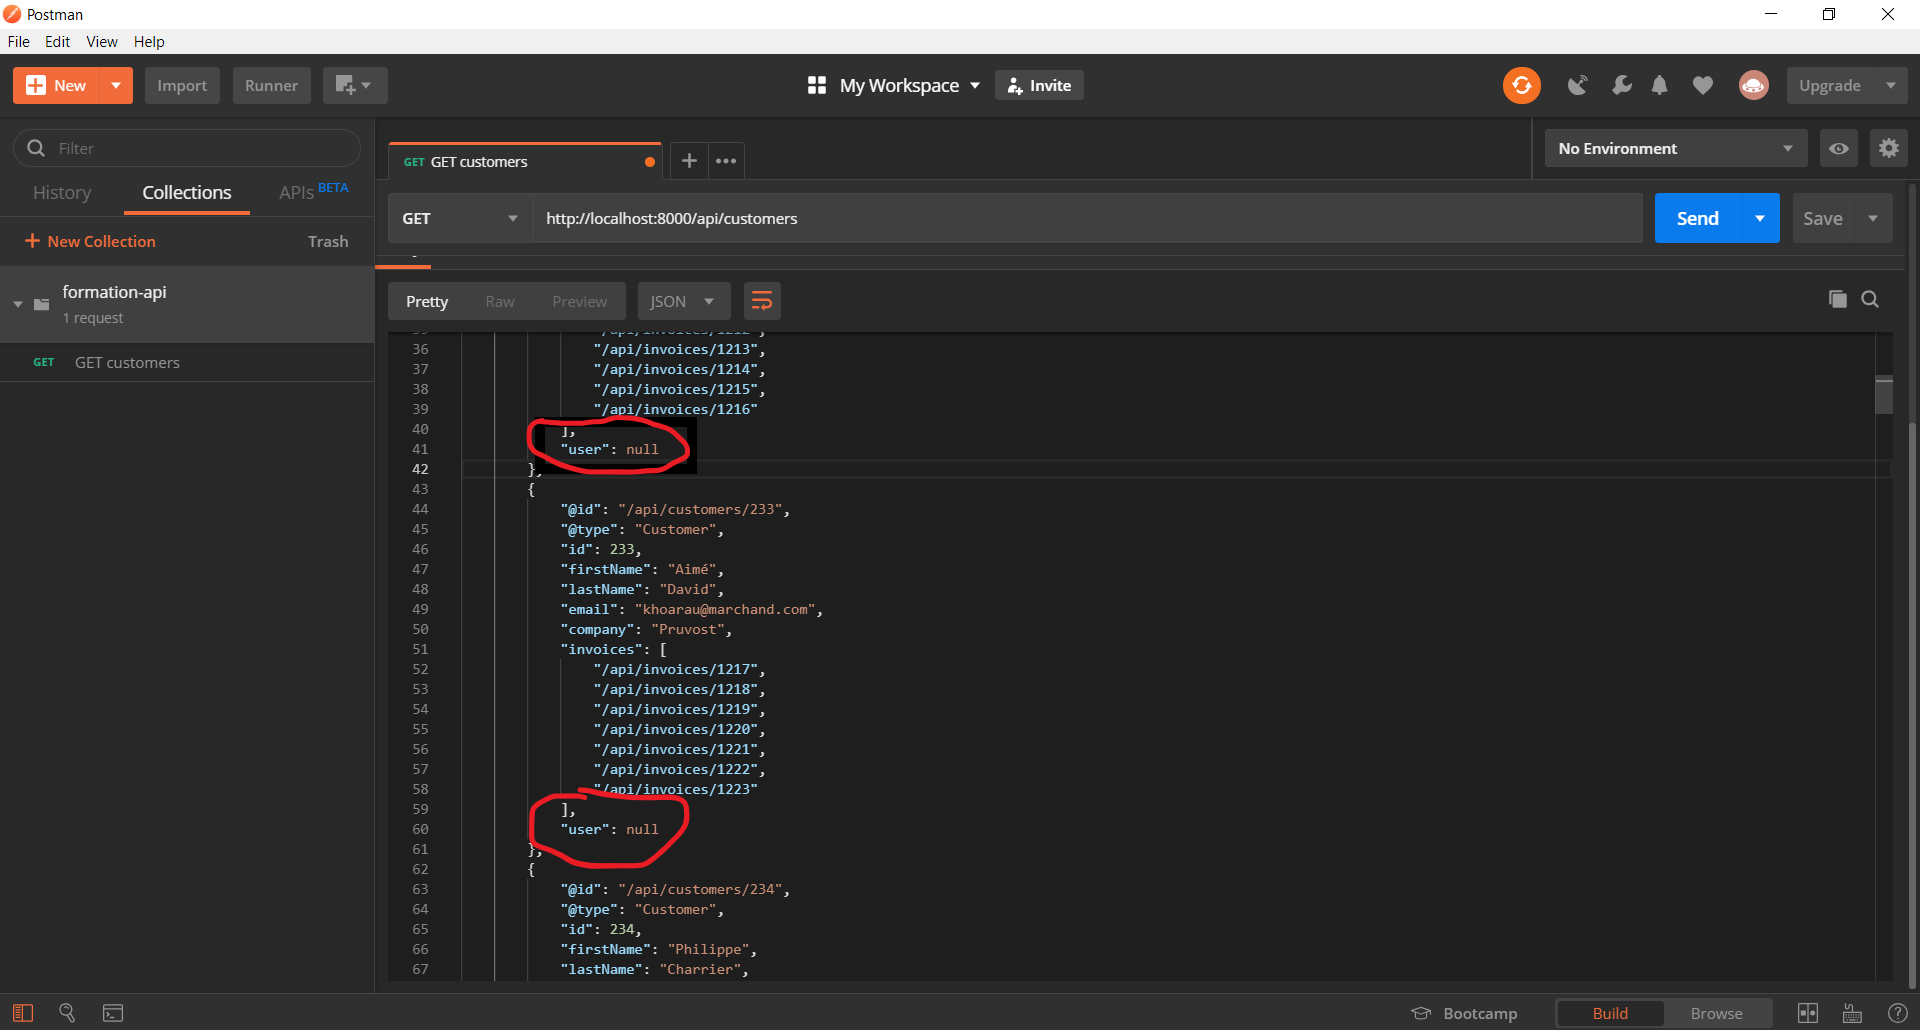 Postman
File Edit View Help
New Import Runner My Workspace Invite Upgrade
Filter
History Collections APIs BETA
New Collection Trash
formation-api
1 request
GET GET customers
GET GET customers
No Environment
GET http://localhost:8000/api/customers Send Save
Pretty Raw Preview JSON
36 "/api/invoices/1213",
37 "/api/invoices/1214",
38 "/api/invoices/1215",
39 "/api/invoices/1216"
40 ],
41 "user": null
42 },
43 {
44 "@id": "/api/customers/233",
45 "@type": "Customer",
46 "id": 233,
47 "firstName": "Aimé",
48 "lastName": "David",
49 "email": "khoarau@marchand.com",
50 "company": "Pruvost",
51 "invoices": [
52 "/api/invoices/1217",
53 "/api/invoices/1218",
54 "/api/invoices/1219",
55 "/api/invoices/1220",
56 "/api/invoices/1221",
57 "/api/invoices/1222",
58 "/api/invoices/1223"
59 ],
60 "user": null
61 },
62 {
63 "@id": "/api/customers/234",
64 "@type": "Customer",
65 "id": 234,
66 "firstName": "Philippe",
67 "lastName": "Charrier",
Bootcamp Build Browse